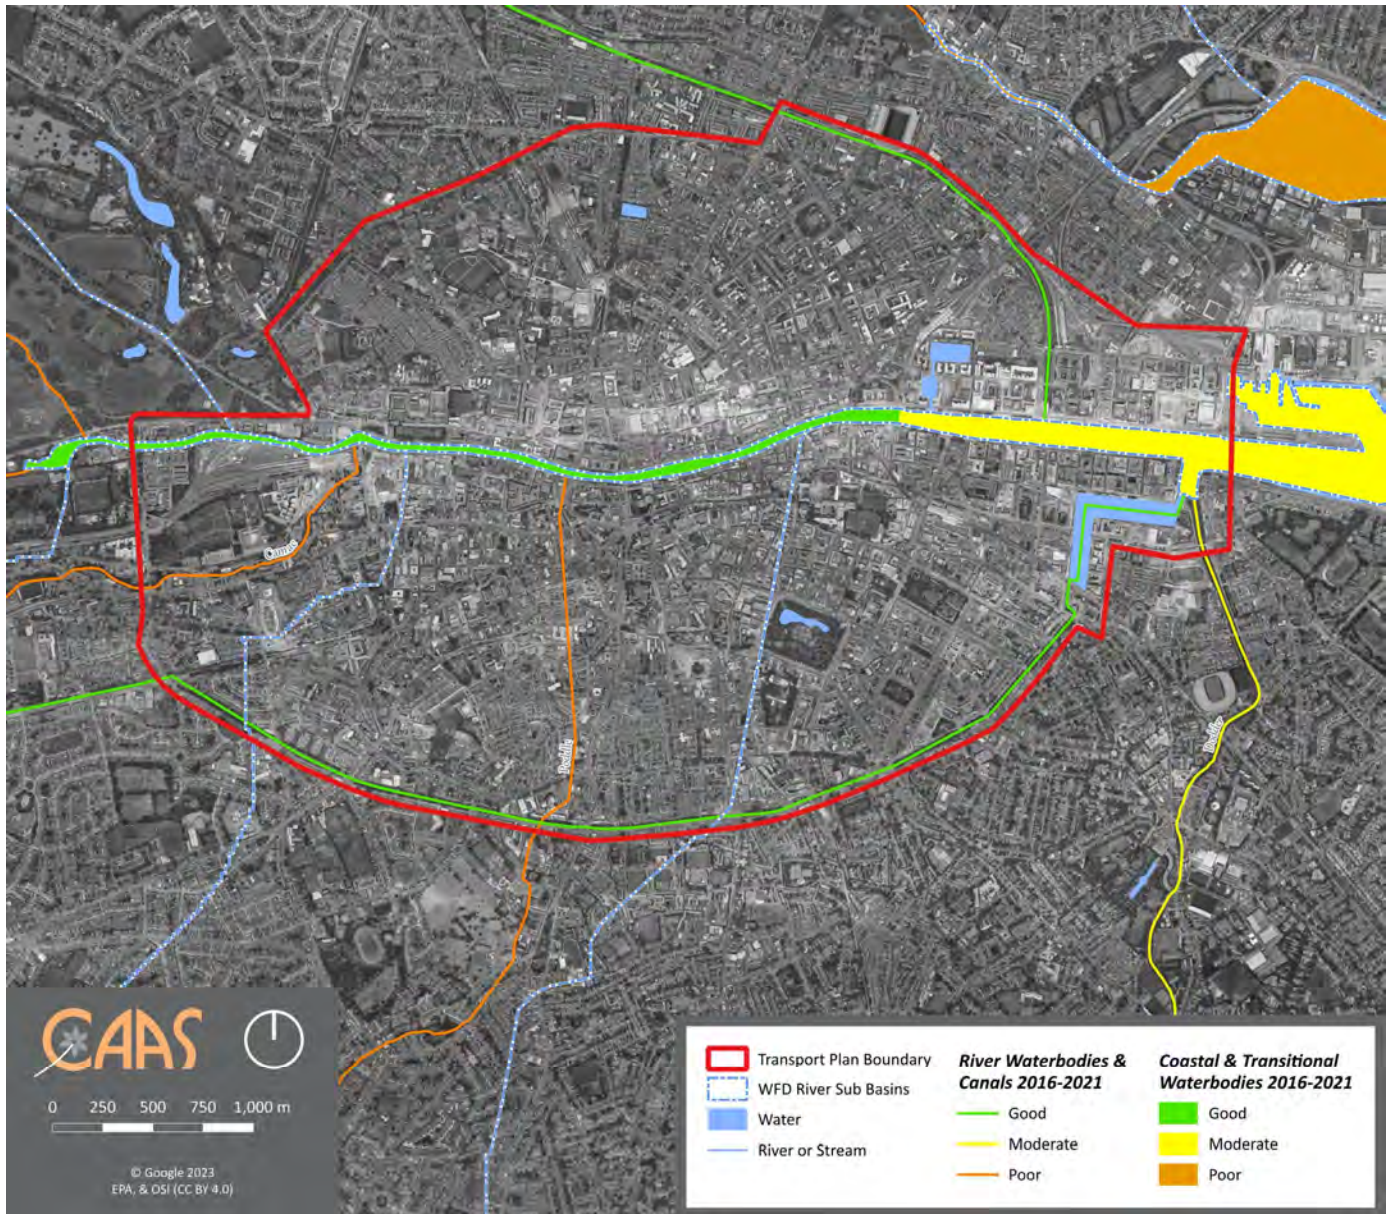 Camac
Poddle
Dodder
CAAS
0 250 500 750 1,000 m
© Google 2023
EPA, & OSI (CC BY 4.0)
Transport Plan Boundary
WFD River Sub Basins
Water
River or Stream
River Waterbodies &
Canals 2016-2021
Good
Moderate
Poor
Coastal & Transitional
Waterbodies 2016-2021
Good
Moderate
Poor